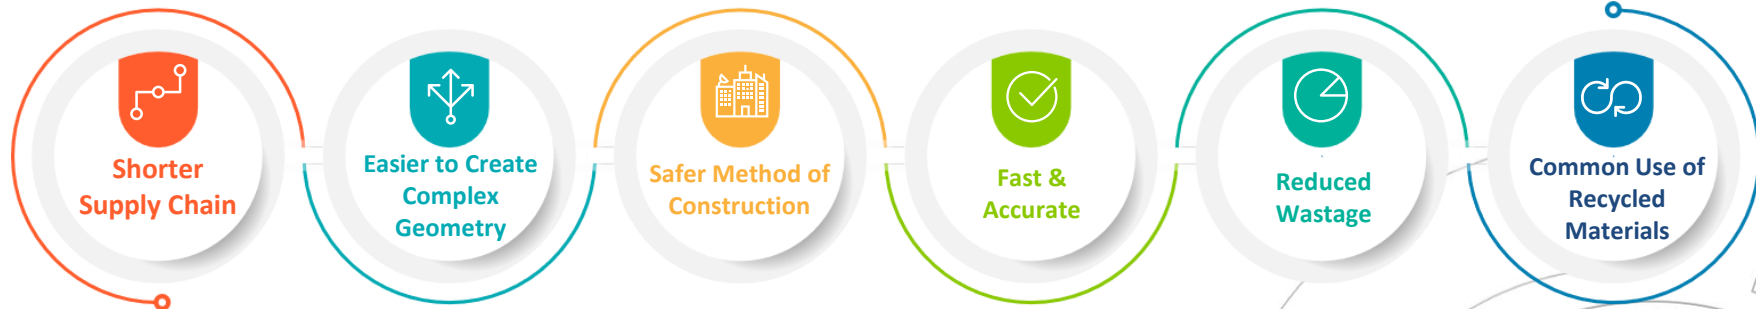 Shorter
Supply Chain
Easier to Create
Complex
Geometry
Safer Method of
Construction
Fast &
Accurate
Reduced
Wastage
Common Use of
Recycled
Materials